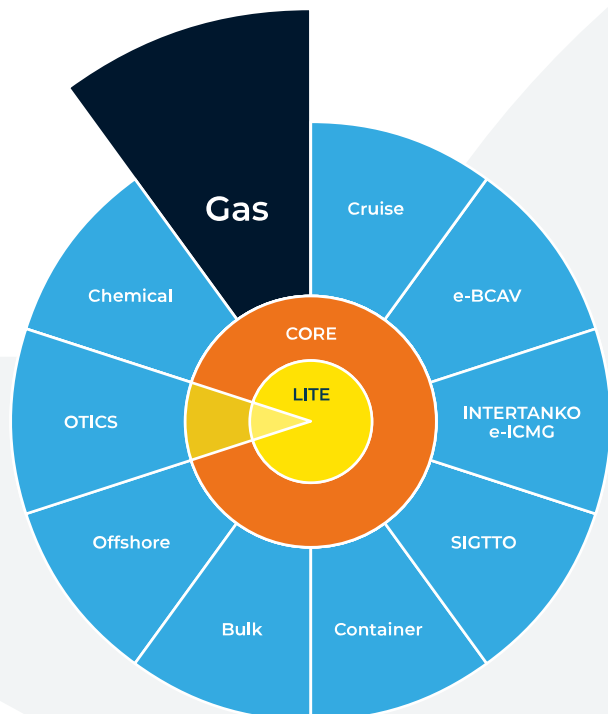 Gas
Cruise
Chemical
e-BCAV
CORE
LITE
OTICS
INTERTANKO
e-ICMG
Offshore
SIGTTO
Bulk
Container